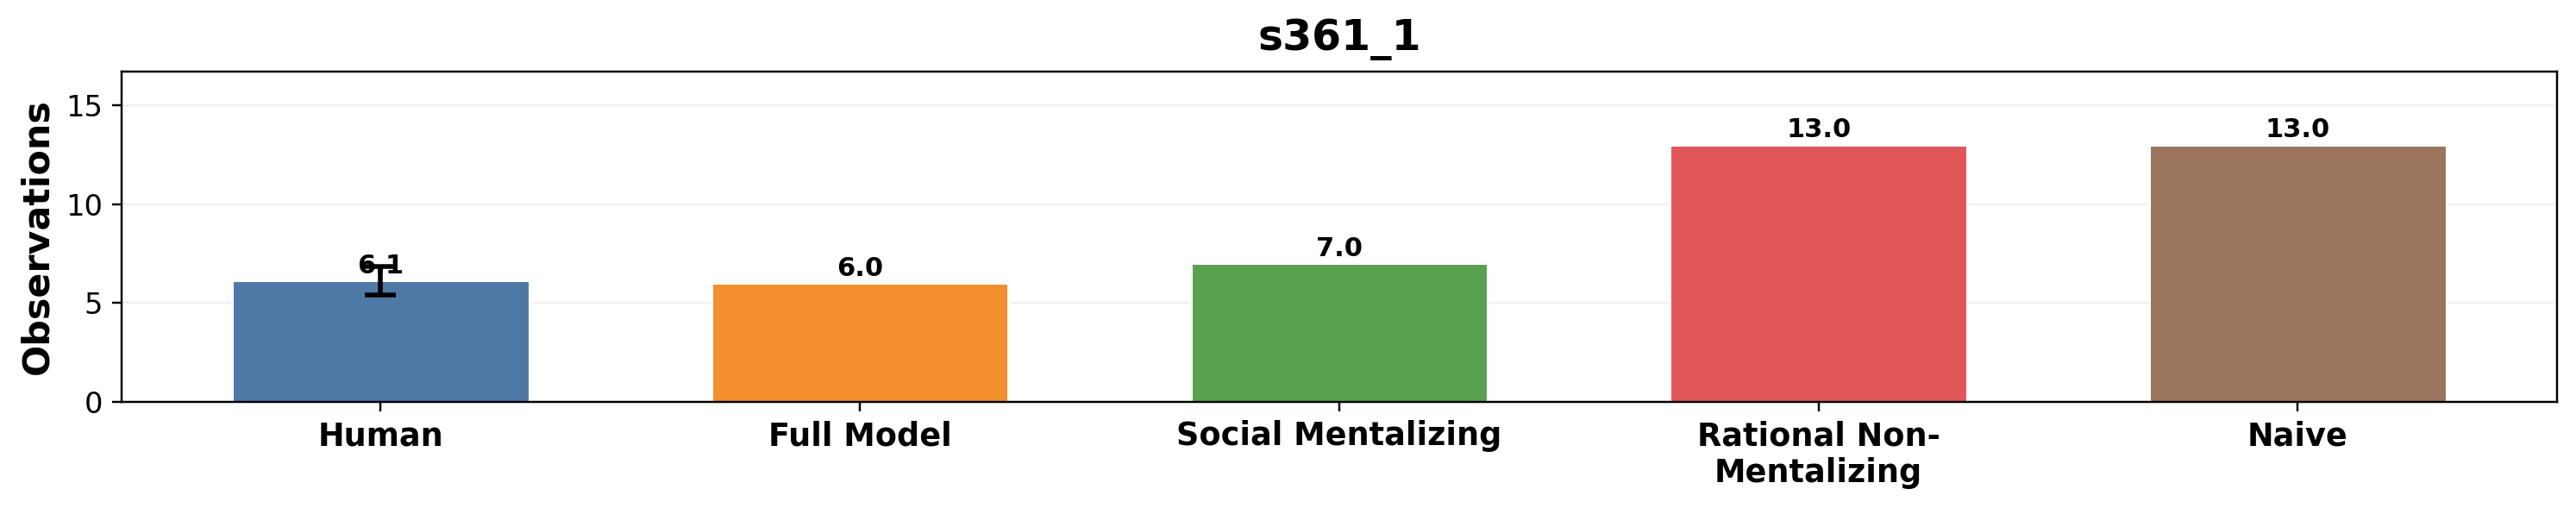 s361_1
Observations
15
10
5
0
6.1
6.0
7.0
13.0
13.0
Human
Full Model
Social Mentalizing
Rational Non-
Mentalizing
Naive